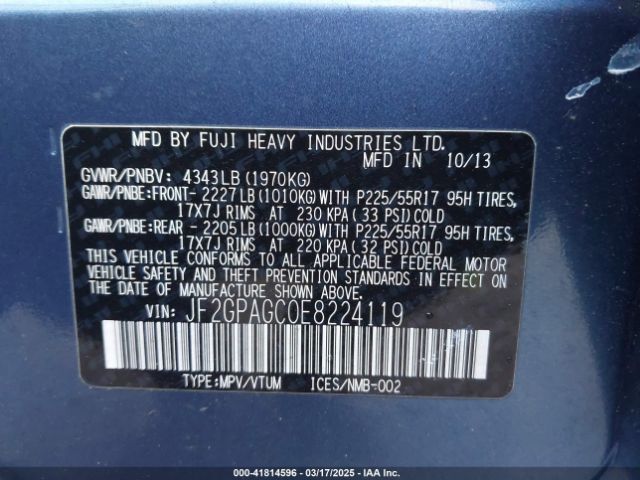 MFD BY FUJI HEAVY INDUSTRIES LTD.
MFD IN 10/13
GVWR/PNBV: 4343LB(1970KG)
GAWR/PNBE:FRONT-2227LB(1010KG)WITH P225/55R17 95H TIRES,
17X7J RIMS AT 230 KPA(33 PSI)COLD
GAWR/PNBE:REAR -2205LB(1000KG)WITH P225/55R17 95H TIRES,
17X7J RIMS AT 220 KPA(32 PSI)COLD
THIS VEHICLE CONFORMS TO ALL APPLICABLE FEDERAL MOTOR
VEHICLE SAFETY AND THEFT PREVENTION STANDARDS IN EFFECT ON
THE DATE OF MANUFACTURE SHOWN ABOVE.
VIN: JF2GPAGC0E8224119
TYPE:MPV/VTUM ICES/NMB-002
000-41814596 - 03/17/2025 - IAAI.COM